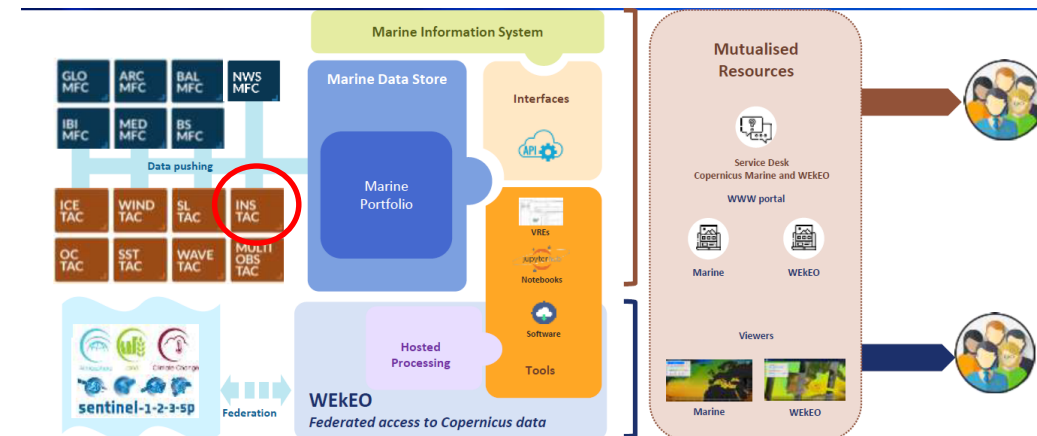 Marine Information System
GLO
MFC
ARC
MFC
BAL
MFC
NWS
MFC
IBI
MFC
MED
MFC
BS
MFC
Data pushing
ICE
TAC
WIND
TAC
SL
TAC
INS
TAC
OC
TAC
SST
TAC
WAVE
TAC
MULTI
OBS
TAC
Marine Data Store
Marine
Portfolio
Interfaces
API
VREs
jupyter
Notebooks
Software
Tools
Hosted
Processing
WEkEO
Federated access to Copernicus data
Climate Change
sentinel-1-2-3-5p
Federation
Mutualised
Resources
Service Desk
Copernicus Marine and WEkEO
WWW portal
Marine
WEkEO
Viewers
Marine
WEkEO